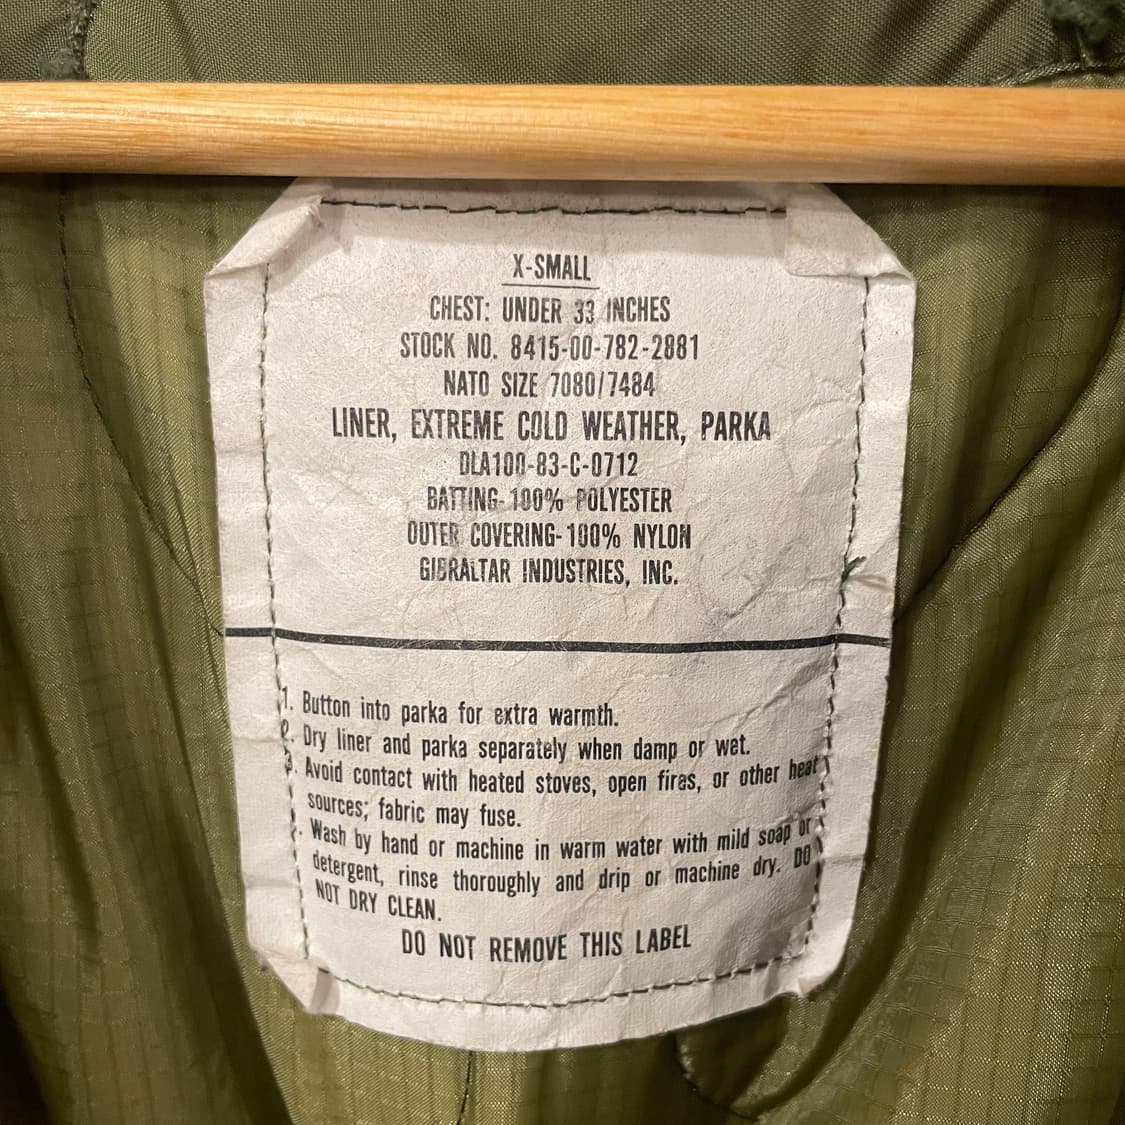 X-SMALL
CHEST: UNDER 33 INCHES
STOCK NO. 8415-00-782-2881
NATO SIZE 7080/7484
LINER, EXTREME COLD WEATHER, PARKA
DLA100-83-C-0712
BATTING-100% POLYESTER
OUTER COVERING-100% NYLON
GIBRALTAR INDUSTRIES, INC.
1. Button into parka for extra warmth.
2. Dry liner and parka separately when damp or wet.
3. Avoid contact with heated stoves, open fires, or other heat
sources; fabric may fuse.
. Wash by hand or machine in warm water with mild soap or
detergent, rinse thoroughly and drip or machine dry. DO
NOT DRY CLEAN.
DO NOT REMOVE THIS LABEL